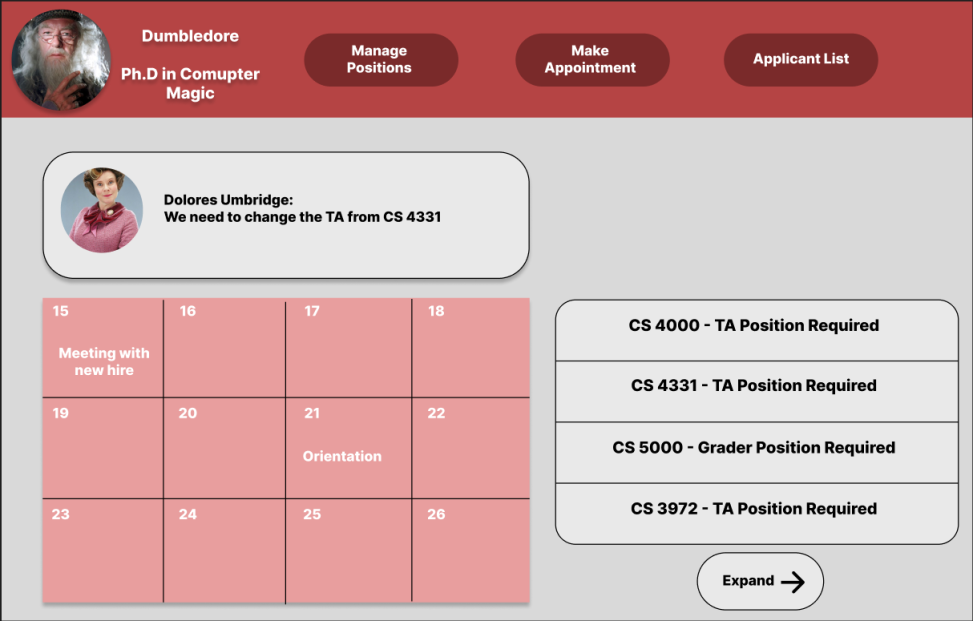 Dumbledore
Ph.D in Comupter
Magic
Manage
Positions
Make
Appointment
Applicant List
Dolores Umbridge:
We need to change the TA from CS 4331
15
16
17
18
Meeting with
new hire
19
20
21
22
Orientation
23
24
25
26
CS 4000 - TA Position Required
CS 4331 - TA Position Required
CS 5000 - Grader Position Required
CS 3972 - TA Position Required
Expand